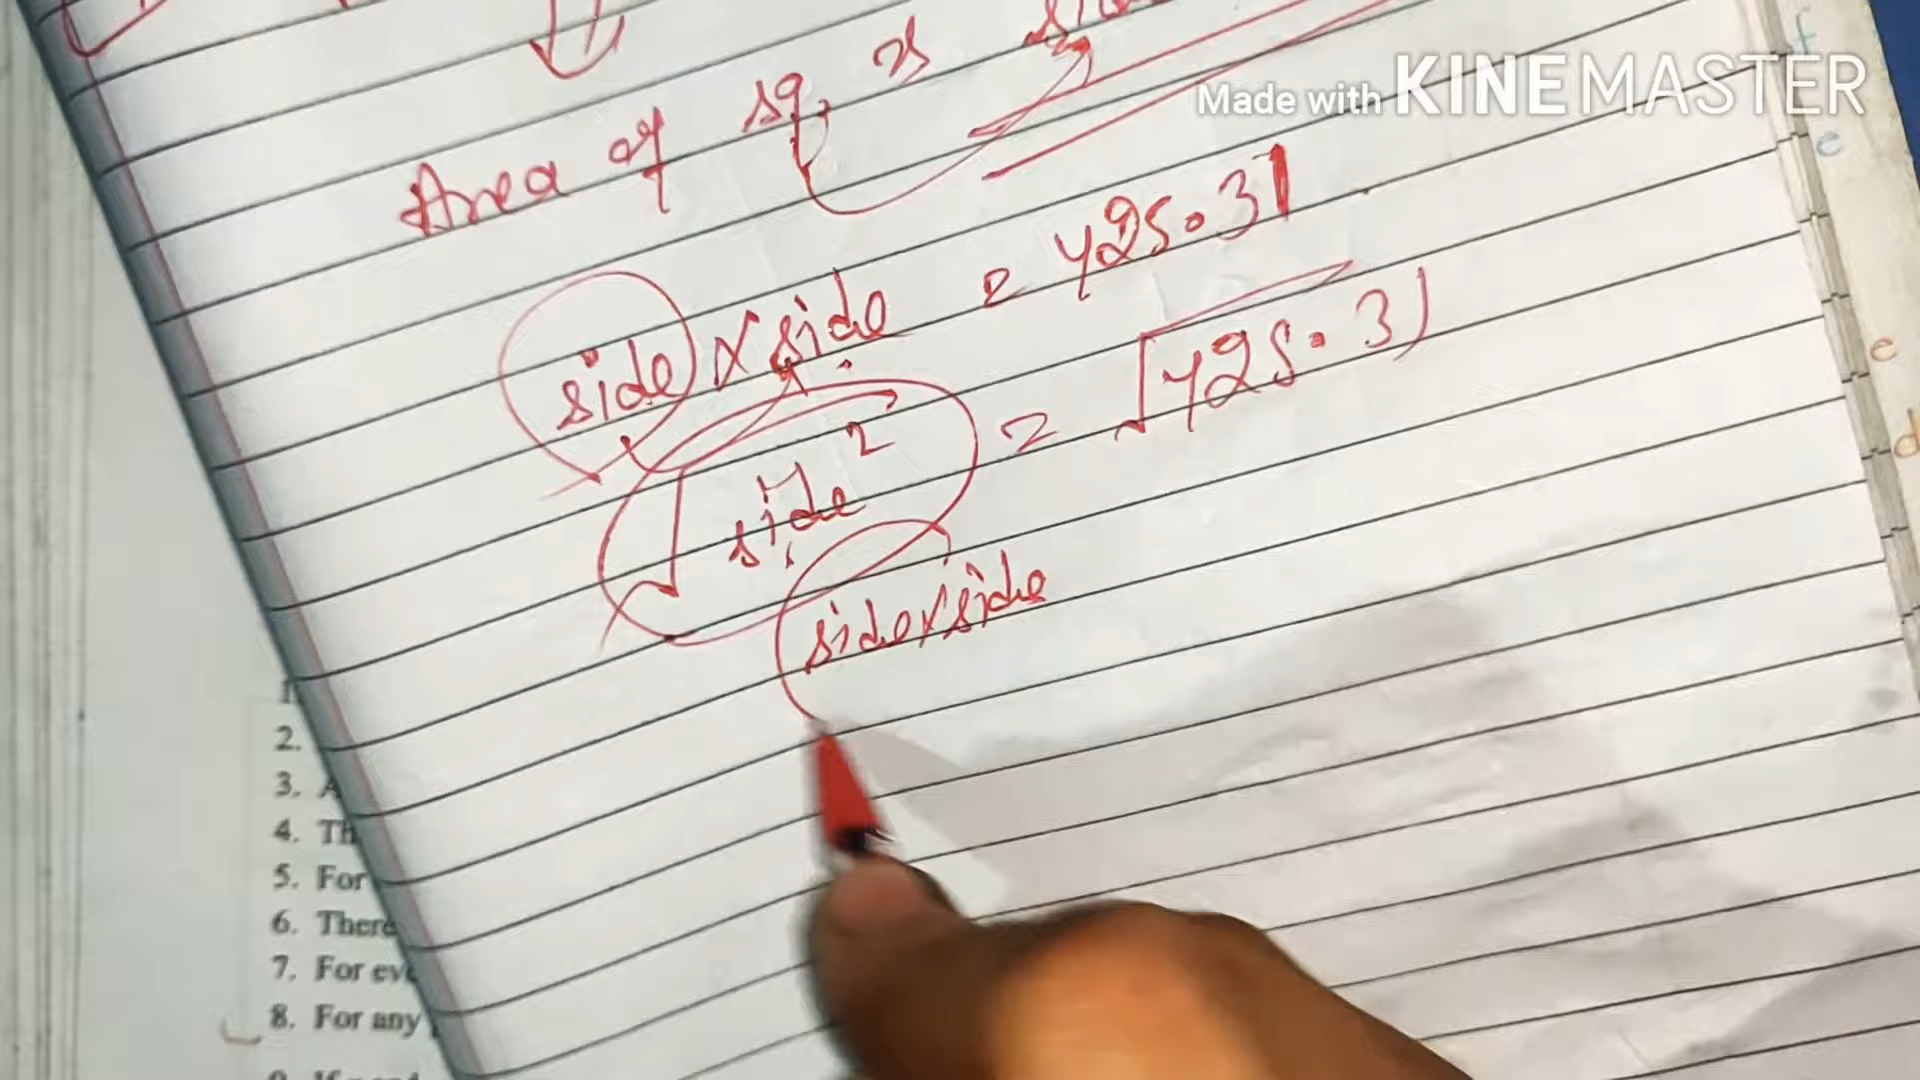 Made with KINEMASTER
Area of sq. =
side x side = 425.31
√side² = √425.31
side x side
f
e
e
d
2.
3. A
4. Th
5. For
6. There
7. For eve
8. For any